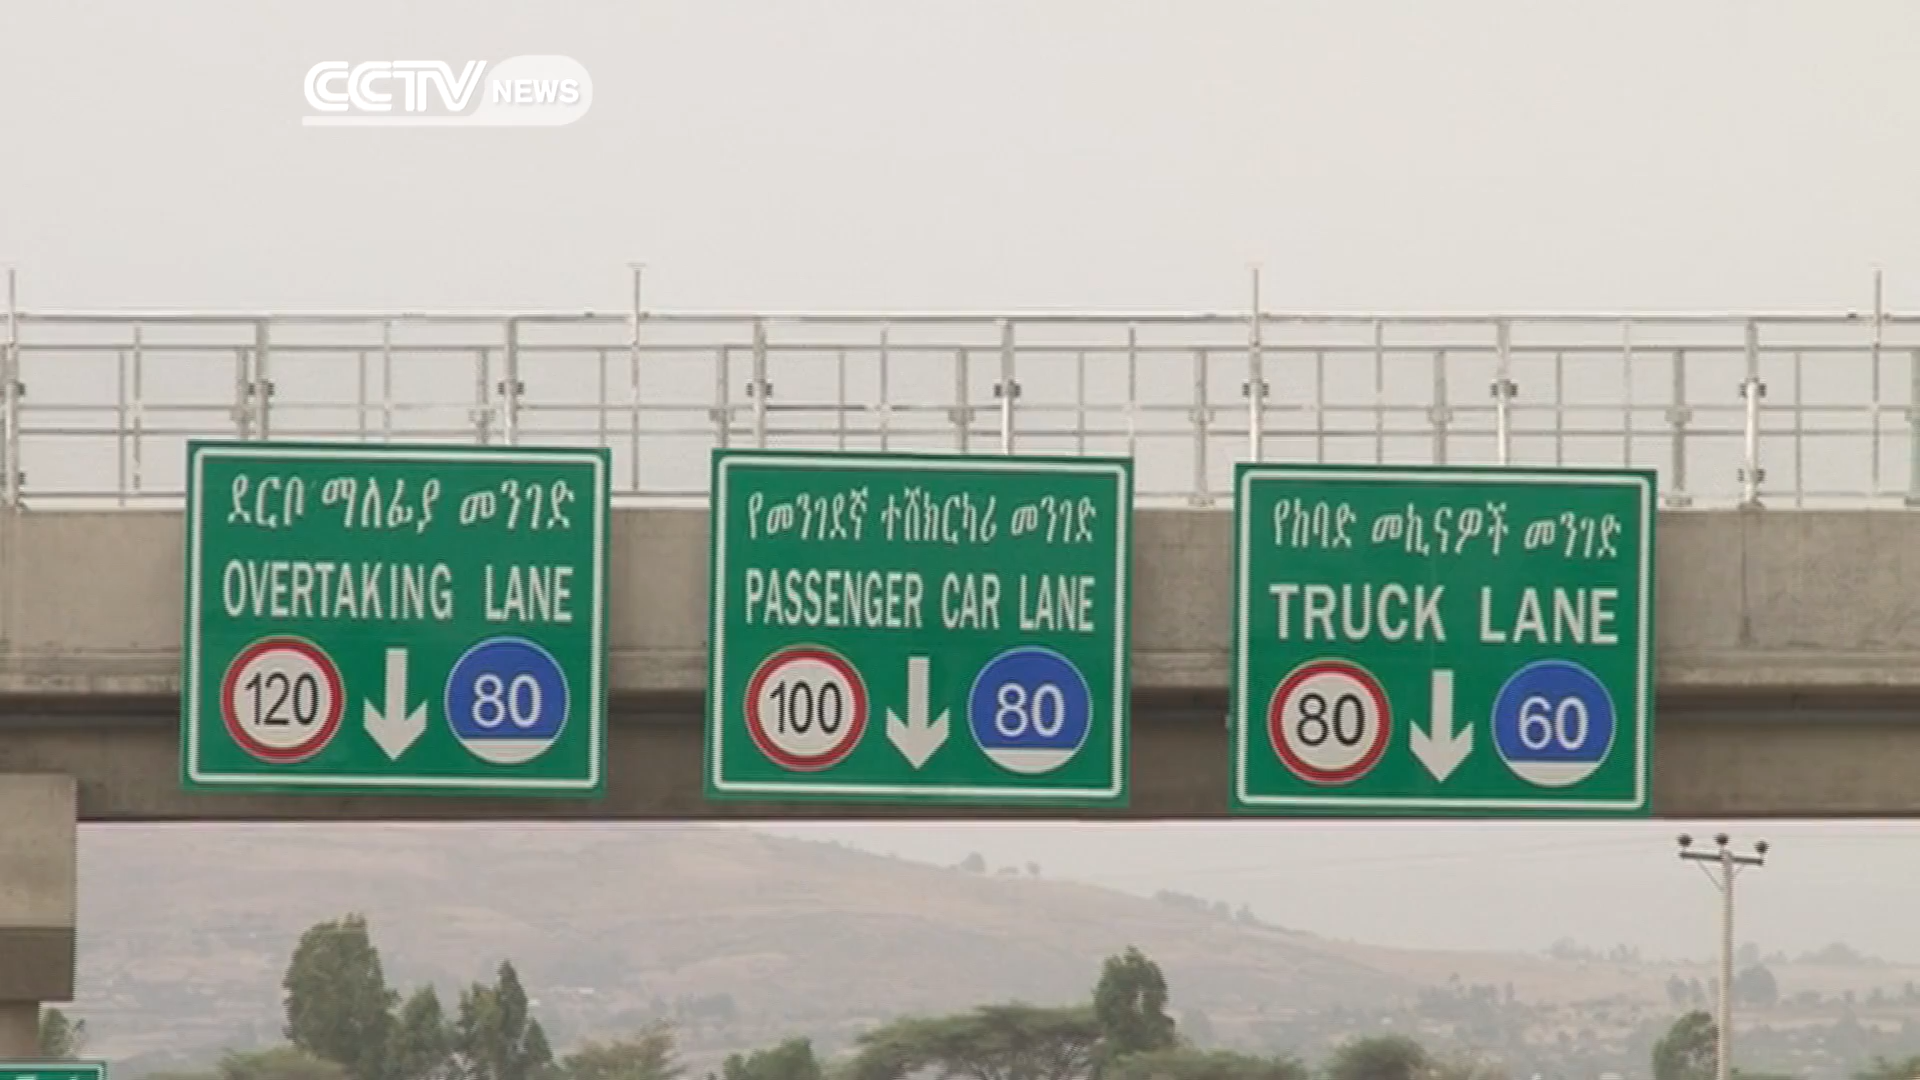 CCTV NEWS
ደርቦ ማለፊያ መንገድ
OVERTAKING LANE
120 80
የመንገደኛ ተሽከርካሪ መንገድ
PASSENGER CAR LANE
100 80
የከባድ መኪናዎች መንገድ
TRUCK LANE
80 60